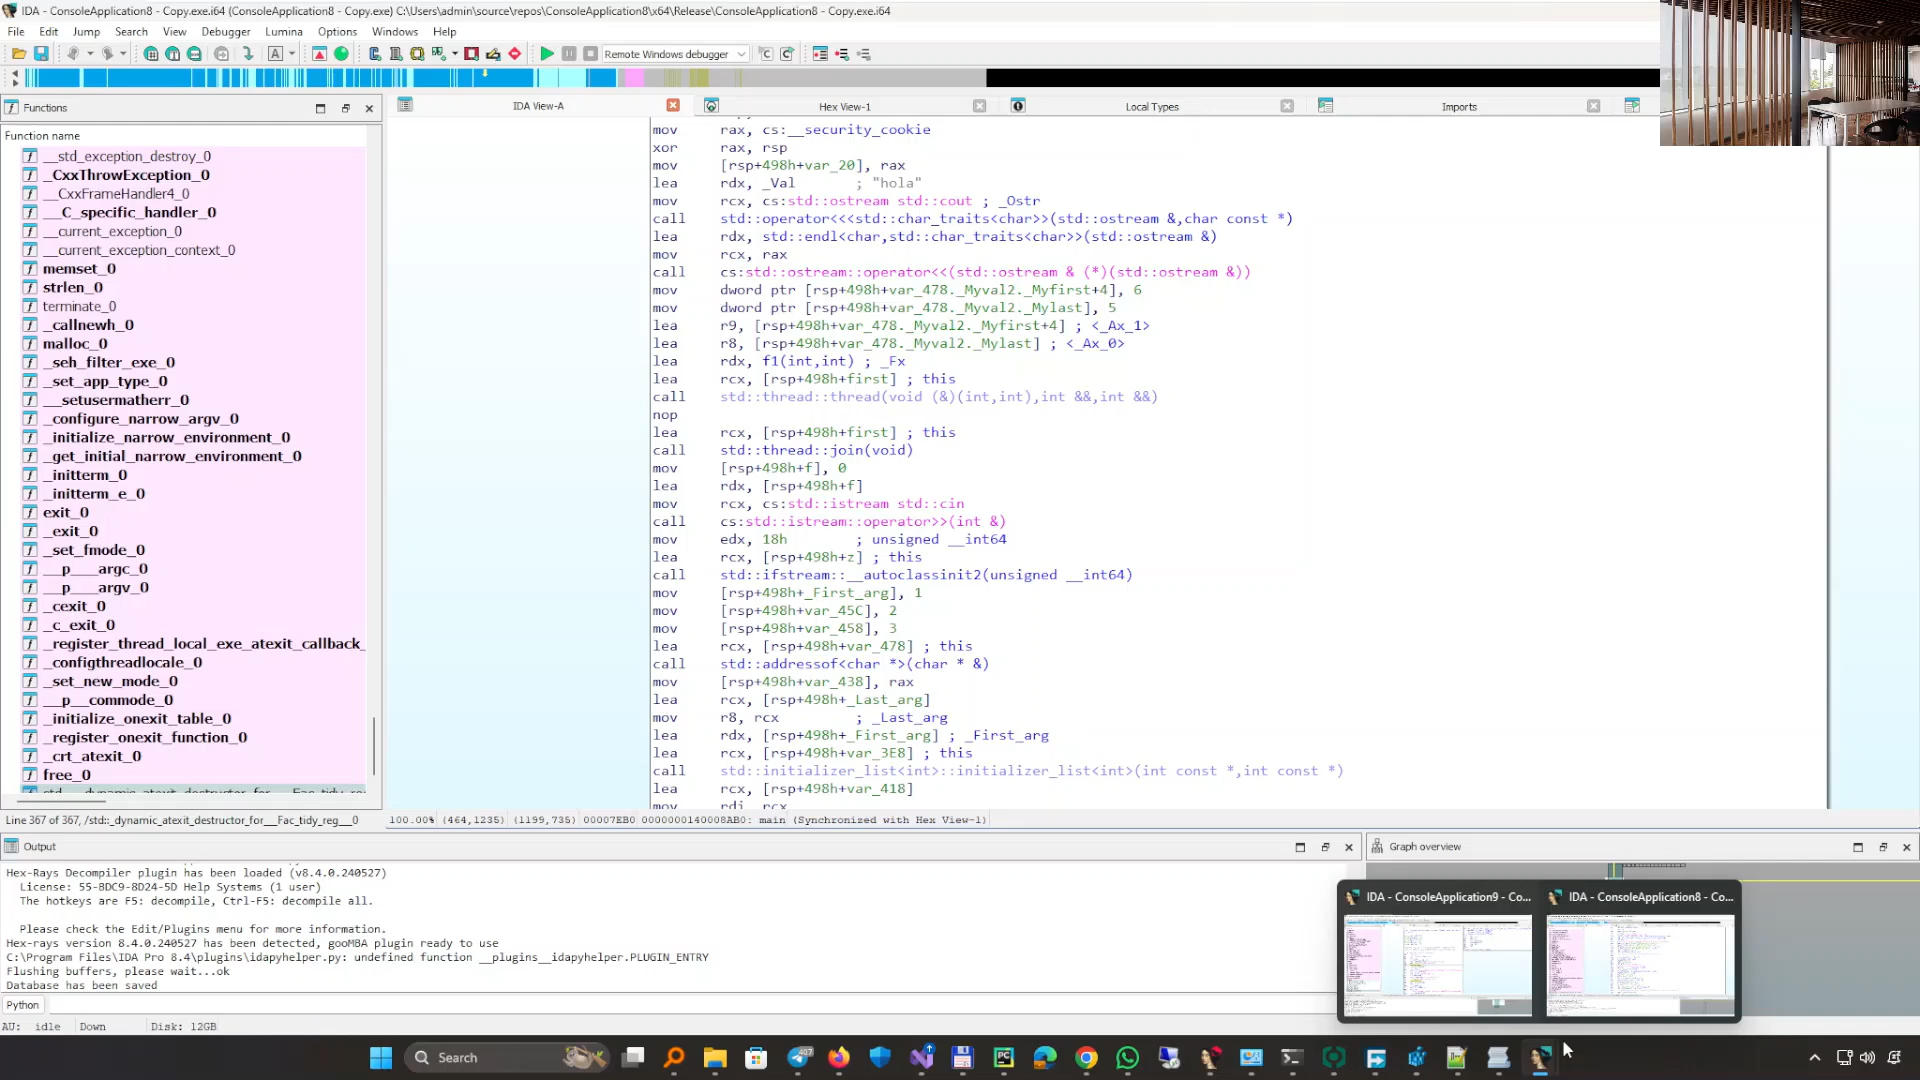 IDA - ConsoleApplication8 - Copy.exe.i64 (ConsoleApplication8 - Copy.exe) C:\Users\admin\source\repos\ConsoleApplication8\x64\Release\ConsoleApplication8 - Copy.exe.i64
File Edit Jump Search View Debugger Lumina Options Windows Help
Remote Windows debugger
Functions
IDA View-A
Hex View-1
Local Types
Imports
Function name
__std_exception_destroy_0
_CxxThrowException_0
__CxxFrameHandler4_0
__C_specific_handler_0
__current_exception_0
__current_exception_context_0
memset_0
strlen_0
terminate_0
_callnewh_0
malloc_0
_seh_filter_exe_0
_set_app_type_0
__setusermatherr_0
_configure_narrow_argv_0
_initialize_narrow_environment_0
_get_initial_narrow_environment_0
_initterm_0
_initterm_e_0
exit_0
_exit_0
_set_fmode_0
__p___argc_0
__p___argv_0
_cexit_0
_c_exit_0
_register_thread_local_exe_atexit_callback_
_configthreadlocale_0
_set_new_mode_0
__p__commode_0
_initialize_onexit_table_0
_register_onexit_function_0
_crt_atexit_0
free_0
Line 367 of 367, /std::_dynamic_atexit_destructor_for___Fac_tidy_reg___0
mov rax, cs:__security_cookie
xor rax, rsp
mov [rsp+498h+var_20], rax
lea rdx, _Val ; "hola"
mov rcx, cs:std::ostream std::cout ; _Ostr
call std::operator<<<std::char_traits<char>>(std::ostream &,char const *)
lea rdx, std::endl<char,std::char_traits<char>>(std::ostream &)
mov rcx, rax
call cs:std::ostream::operator<<(std::ostream & (*)(std::ostream &))
mov dword ptr [rsp+498h+var_478._Myval2._Myfirst+4], 6
mov dword ptr [rsp+498h+var_478._Myval2._Mylast], 5
lea r9, [rsp+498h+var_478._Myval2._Myfirst+4] ; <_Ax_1>
lea r8, [rsp+498h+var_478._Myval2._Mylast] ; <_Ax_0>
lea rdx, f1(int,int) ; _Fx
lea rcx, [rsp+498h+first] ; this
call std::thread::thread(void (&)(int,int),int &&,int &&)
nop
lea rcx, [rsp+498h+first] ; this
call std::thread::join(void)
mov [rsp+498h+f], 0
lea rdx, [rsp+498h+f]
mov rcx, cs:std::istream std::cin
call cs:std::istream::operator>>(int &)
mov edx, 18h ; unsigned __int64
lea rcx, [rsp+498h+z] ; this
call std::ifstream::__autoclassinit2(unsigned __int64)
mov [rsp+498h+_First_arg], 1
mov [rsp+498h+var_45C], 2
mov [rsp+498h+var_458], 3
lea rcx, [rsp+498h+var_478] ; this
call std::addressof<char *>(char * &)
mov [rsp+498h+var_438], rax
lea rcx, [rsp+498h+_Last_arg]
mov r8, rcx ; _Last_arg
lea rdx, [rsp+498h+_First_arg] ; _First_arg
lea rcx, [rsp+498h+var_3E8] ; this
call std::initializer_list<int>::initializer_list<int>(int const *,int const *)
lea rcx, [rsp+498h+var_418]
mov rdi, rcx
100.00% (464,1235) (1199,735) 00007EB0 0000000140008AB0: main (Synchronized with Hex View-1)
Output
Hex-Rays Decompiler plugin has been loaded (v8.4.0.240527)
License: 55-BDC9-8D24-5D Help Systems (1 user)
The hotkeys are F5: decompile, Ctrl-F5: decompile all.
Please check the Edit/Plugins menu for more information.
Hex-rays version 8.4.0.240527 has been detected, gooMBA plugin ready to use
C:\Program Files\IDA Pro 8.4\plugins\idapyhelper.py: undefined function __plugins__idapyhelper.PLUGIN_ENTRY
Flushing buffers, please wait...ok
Database has been saved
Python
AU: idle Down Disk: 12GB
Graph overview
IDA - ConsoleApplication9 - Co...
IDA - ConsoleApplication8 - Co...
Search
407